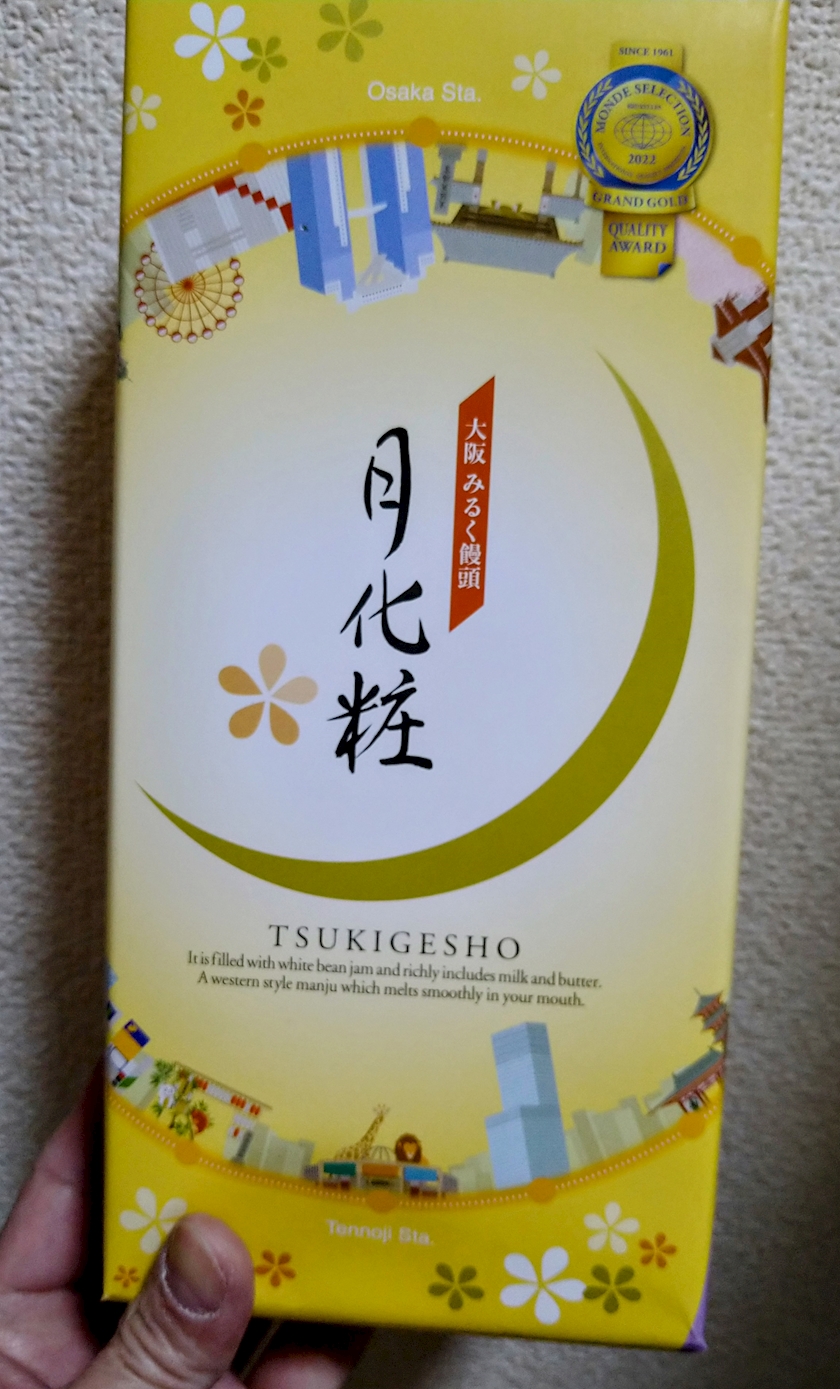 Osaka Sta.
SINCE 1961
MONDE SELECTION
2022
GRAND GOLD
QUALITY
AWARD
大阪 みるく饅頭
月化粧
TSUKIGESHO
It is filled with white bean jam and richly includes milk and butter.
A western style manju which melts smoothly in your mouth.
Tennoji Sta.